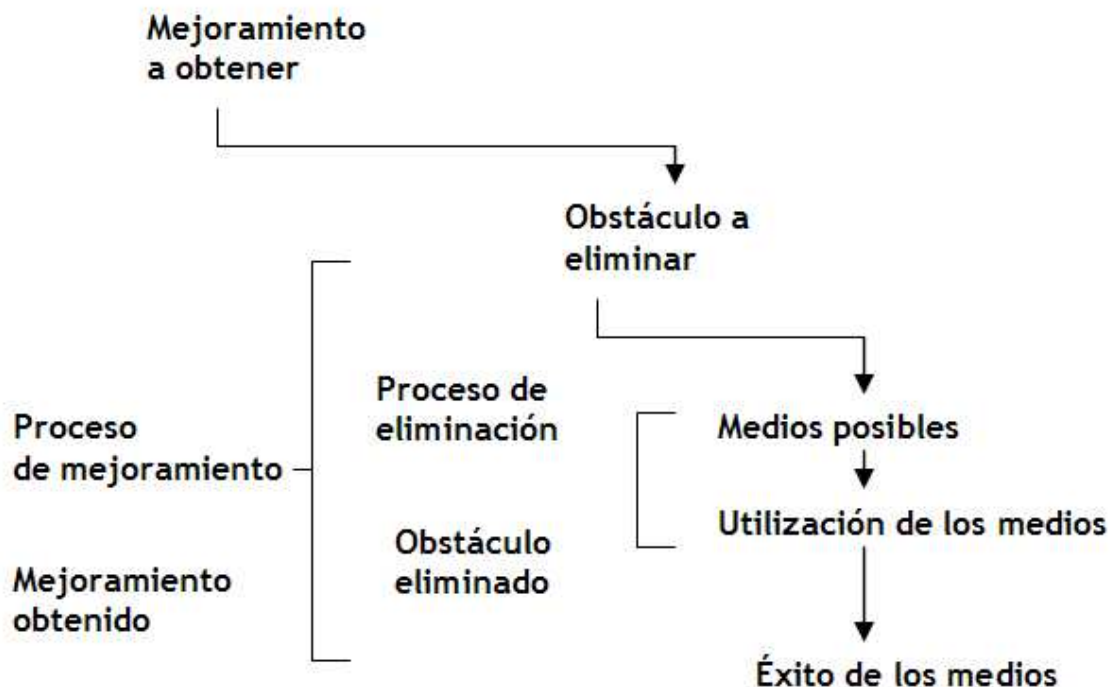 Mejoramiento
a obtener
Obstáculo a
eliminar
Proceso de
eliminación
Medios posibles
Proceso
de mejoramiento
Utilización de los medios
Obstáculo
eliminado
Mejoramiento
obtenido
Éxito de los medios